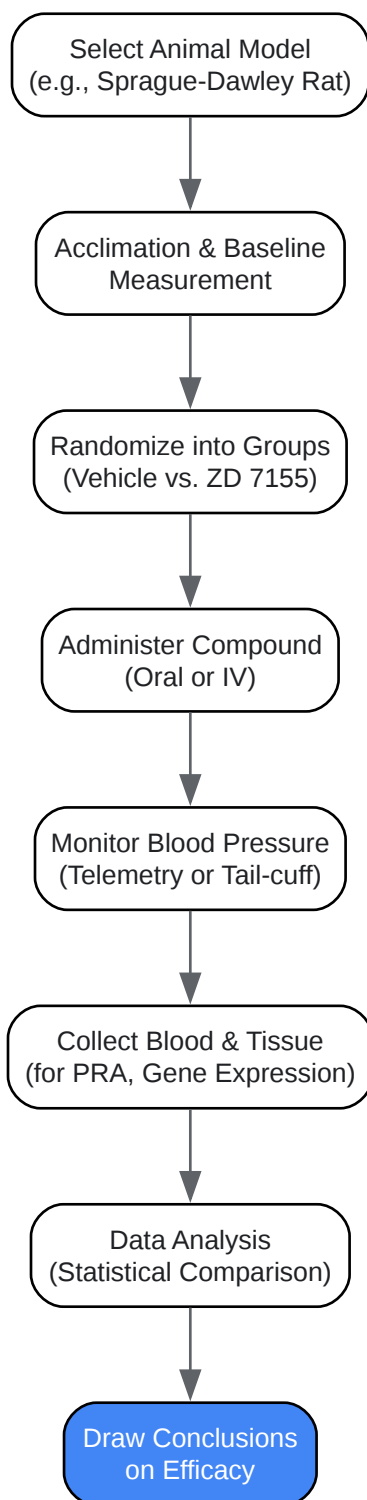 Select Animal Model
(e.g., Sprague-Dawley Rat)
Acclimation & Baseline
Measurement
Randomize into Groups
(Vehicle vs. ZD 7155)
Administer Compound
(Oral or IV)
Monitor Blood Pressure
(Telemetry or Tail-cuff)
Collect Blood & Tissue
(for PRA, Gene Expression)
Data Analysis
(Statistical Comparison)
Draw Conclusions
on Efficacy